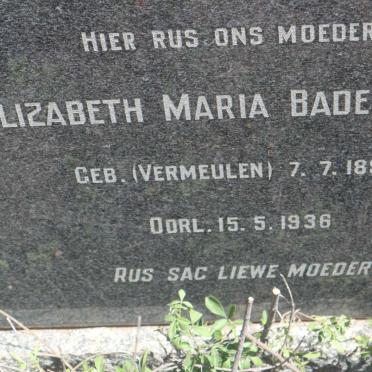 HIER RUS ONS MOEDER
LIZABETH MARIA BADE
GEB. (VERMEULEN) 7. 7. 18
OORL. 15. 5. 1936
RUS SAG LIEWE MOEDER